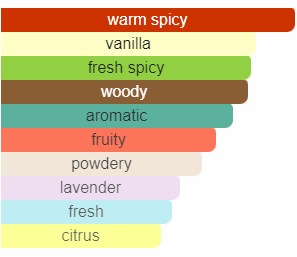 warm spicy
vanilla
fresh spicy
woody
aromatic
fruity
powdery
lavender
fresh
citrus